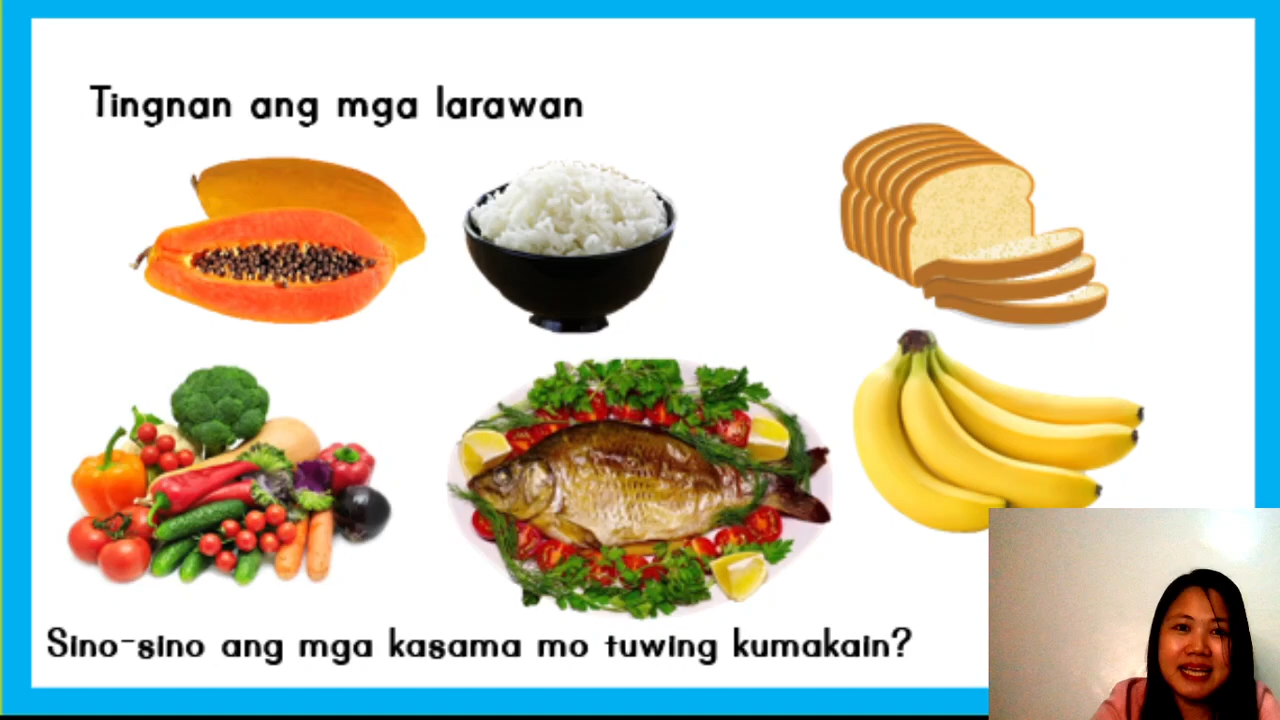 Tingnan ang mga larawan
Sino-sino ang mga kasama mo tuwing kumakain?